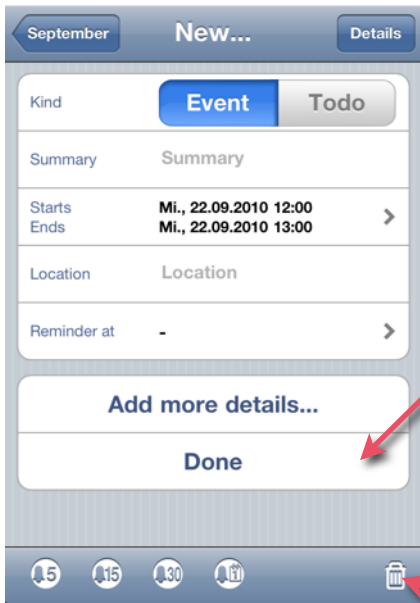 September New... Details
Kind Event Todo
Summary Summary
Starts Mi., 22.09.2010 12:00
Ends Mi., 22.09.2010 13:00
Location Location
Reminder at -
Add more details...
Done
5 15 30 1